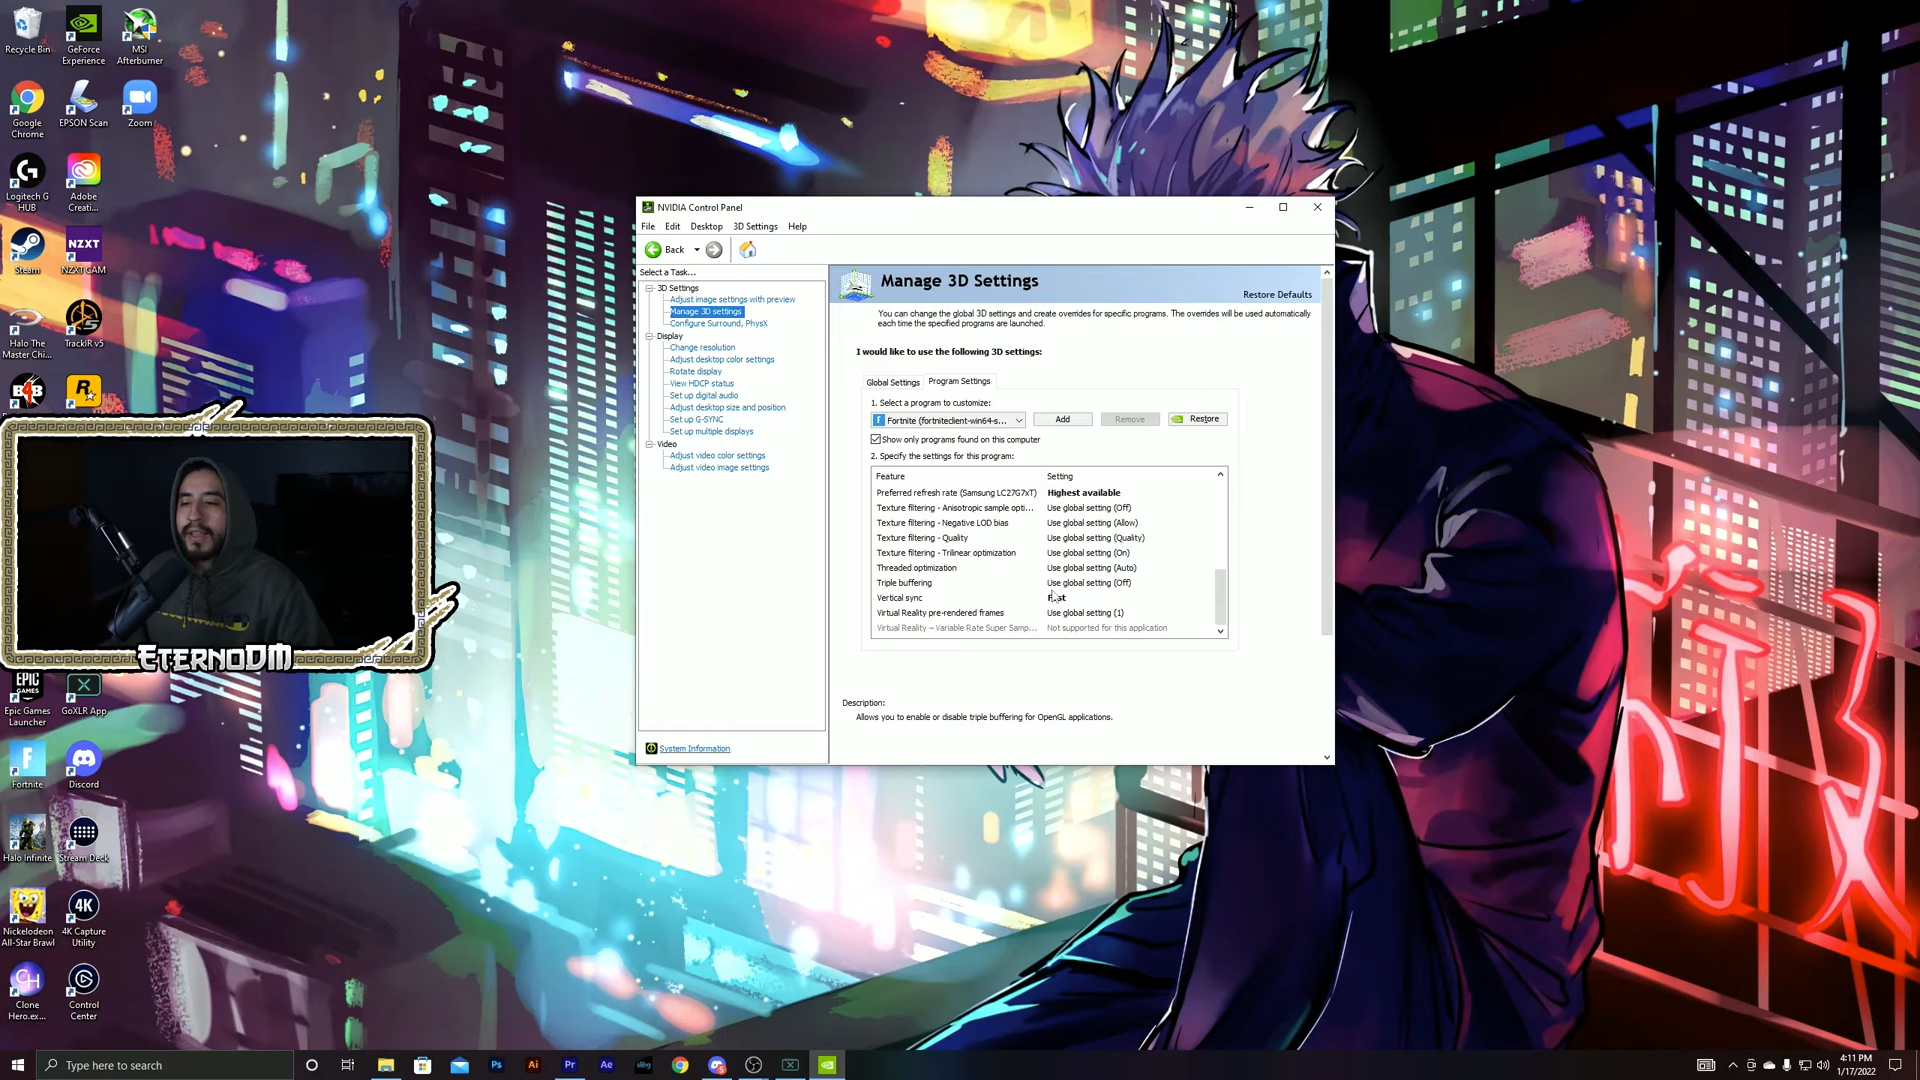 Recycle Bin
GeForce
Experience
MSI
Afterburner
Google
Chrome
EPSON Scan
Zoom
Logitech G
HUB
Adobe
Creati...
Steam
NZXT
NZXT CAM
Halo The
Master Chi...
TrackIR v5
B4B
ETERNODM
EPIC
GAMES
Epic Games
Launcher
GoXLR App
Fortnite
Discord
Halo Infinite
Stream Deck
Nickelodeon
All-Star Brawl
4K
4K Capture
Utility
CH
Clone
Hero.ex...
Control
Center
NVIDIA Control Panel
File Edit Desktop 3D Settings Help
Back
Select a Task...
3D Settings
Adjust image settings with preview
Manage 3D settings
Configure Surround, PhysX
Display
Change resolution
Adjust desktop color settings
Rotate display
View HDCP status
Set up digital audio
Adjust desktop size and position
Set up G-SYNC
Set up multiple displays
Video
Adjust video color settings
Adjust video image settings
System Information
Manage 3D Settings
Restore Defaults
You can change the global 3D settings and create overrides for specific programs. The overrides will be used automatically
each time the specified programs are launched.
I would like to use the following 3D settings:
Global Settings Program Settings
1. Select a program to customize:
Fortnite (fortniteclient-win64-s... Add Remove Restore
Show only programs found on this computer
2. Specify the settings for this program:
Feature Setting
Preferred refresh rate (Samsung LC27G7xT) Highest available
Texture filtering - Anisotropic sample opti... Use global setting (Off)
Texture filtering - Negative LOD bias Use global setting (Allow)
Texture filtering - Quality Use global setting (Quality)
Texture filtering - Trilinear optimization Use global setting (On)
Threaded optimization Use global setting (Auto)
Triple buffering Use global setting (Off)
Vertical sync Fast
Virtual Reality pre-rendered frames Use global setting (1)
Virtual Reality – Variable Rate Super Samp... Not supported for this application
Description:
Allows you to enable or disable triple buffering for OpenGL applications.
Type here to search
Ps Ai Pr Ae sling
4:11 PM
1/17/2022